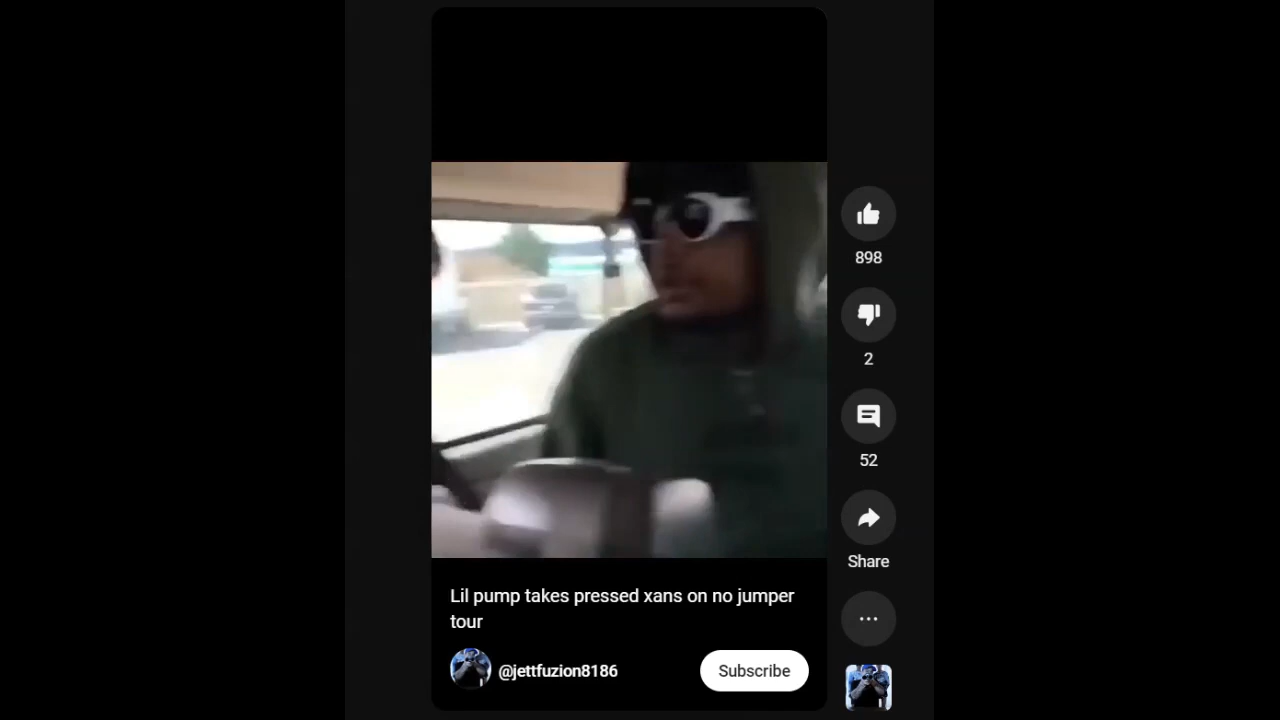 898
2
52
Share
Lil pump takes pressed xans on no jumper
tour
@jettfuzion8186
Subscribe